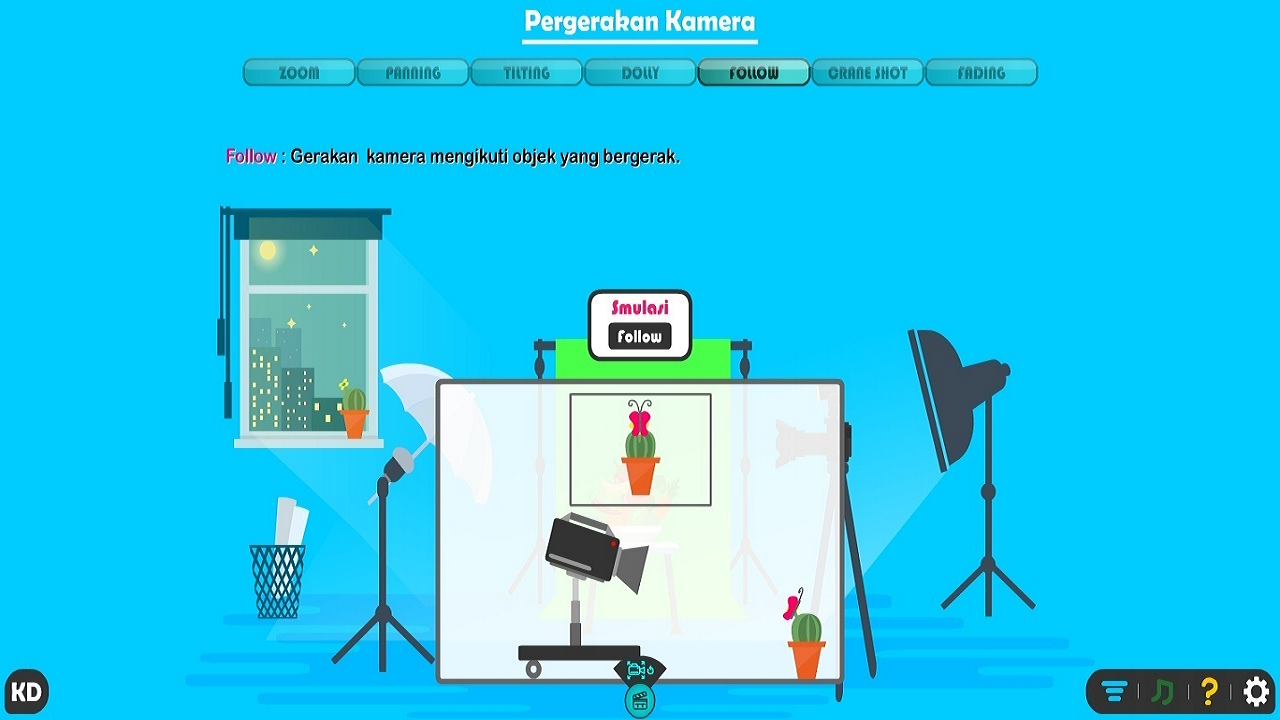 Pergerakan Kamera
ZOOM
PANNING
TILTING
DOLLY
FOLLOW
CRANE SHOT
FADING
Follow : Gerakan kamera mengikuti objek yang bergerak.
Smulasi
Follow
KD
?